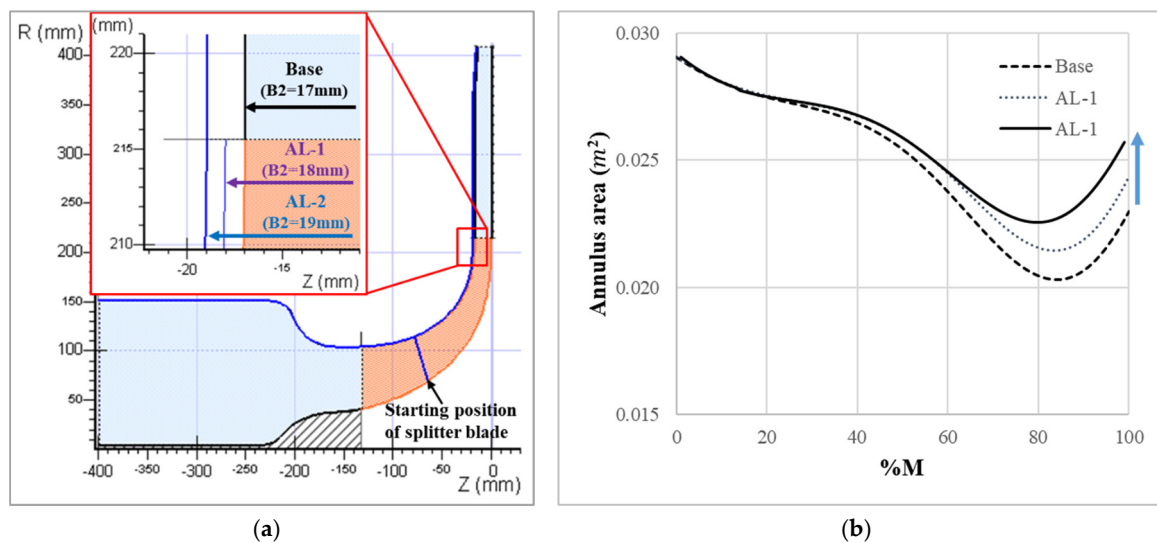 R (mm)
(mm)
400
350
300
250
200
150
100
50
220
215
210
-20
-15
Z (mm)
Base
(B2=17mm)
AL-1
(B2=18mm)
AL-2
(B2=19mm)
Starting position
of splitter blade
-400
-300
-250
-200
-150
-100
-50
0
Z (mm)
(a)
Annulus area (m²)
0.030
0.025
0.020
0.015
Base
AL-1
AL-1
0
20
40
60
80
100
%M
(b)